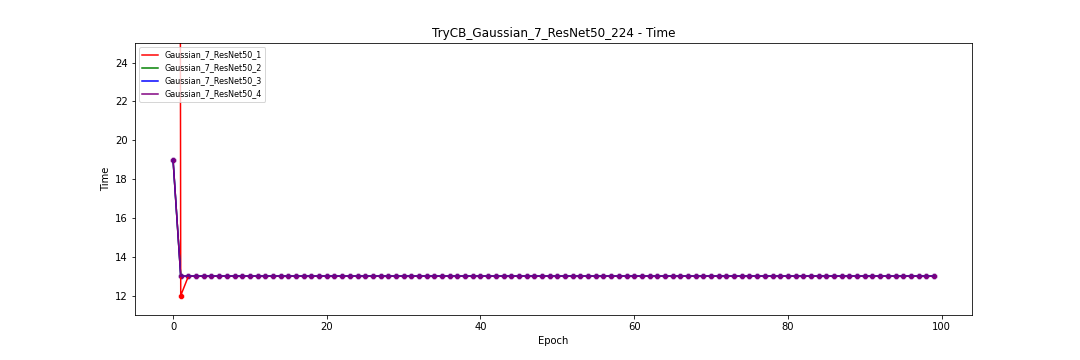 TryCB_Gaussian_7_ResNet50_224 - Time
Gaussian_7_ResNet50_1
Gaussian_7_ResNet50_2
Gaussian_7_ResNet50_3
Gaussian_7_ResNet50_4
24
22
20
18
16
14
12
Time
0 20 40 60 80 100
Epoch